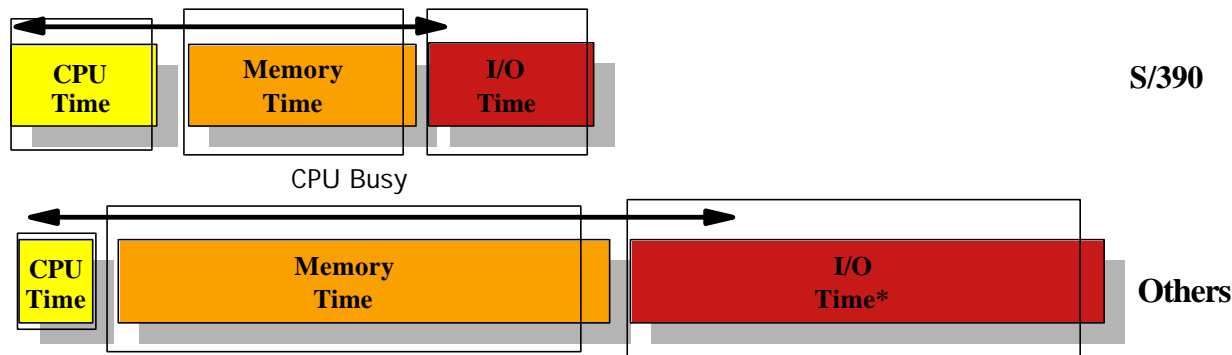 CPU
Time
Memory
Time
I/O
Time
S/390
CPU Busy
CPU
Time
Memory
Time
I/O
Time*
Others